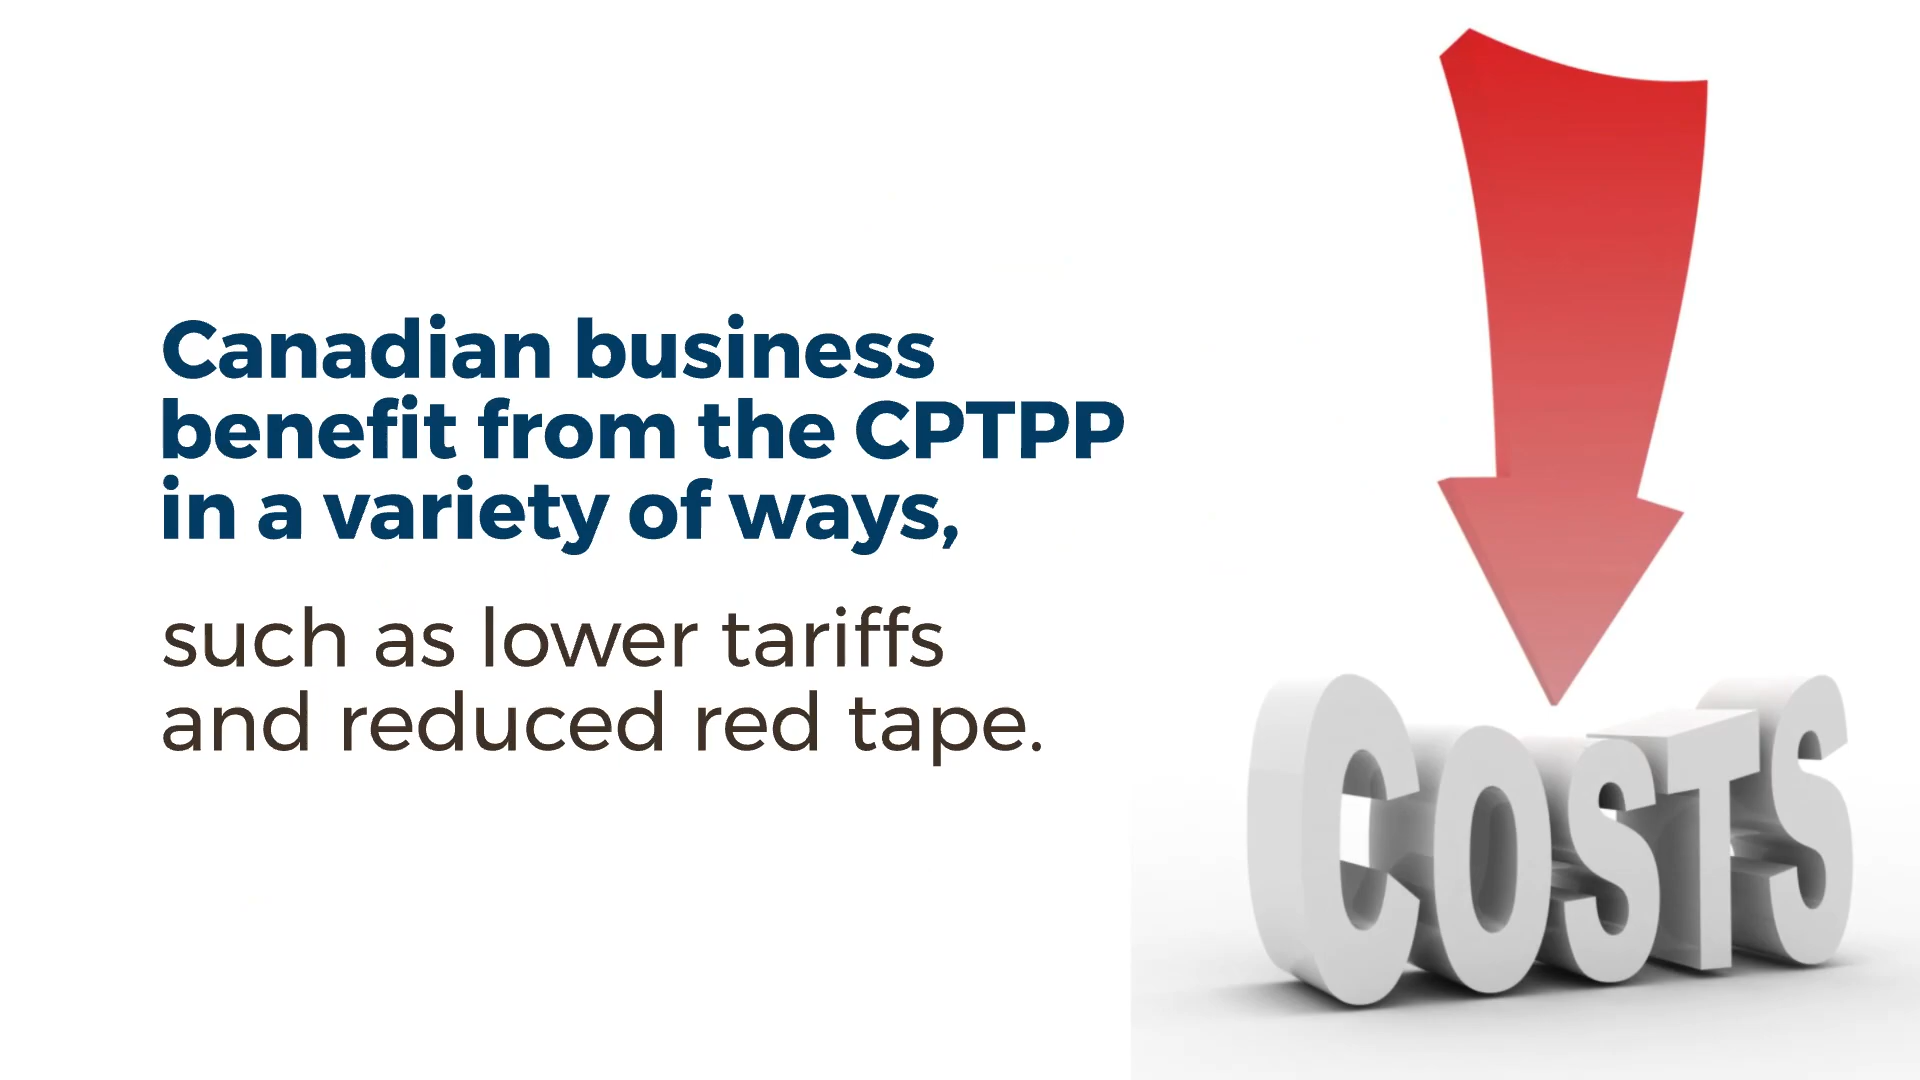 Canadian business
benefit from the CPTPP
in a variety of ways,
such as lower tariffs
and reduced red tape.
COSTS